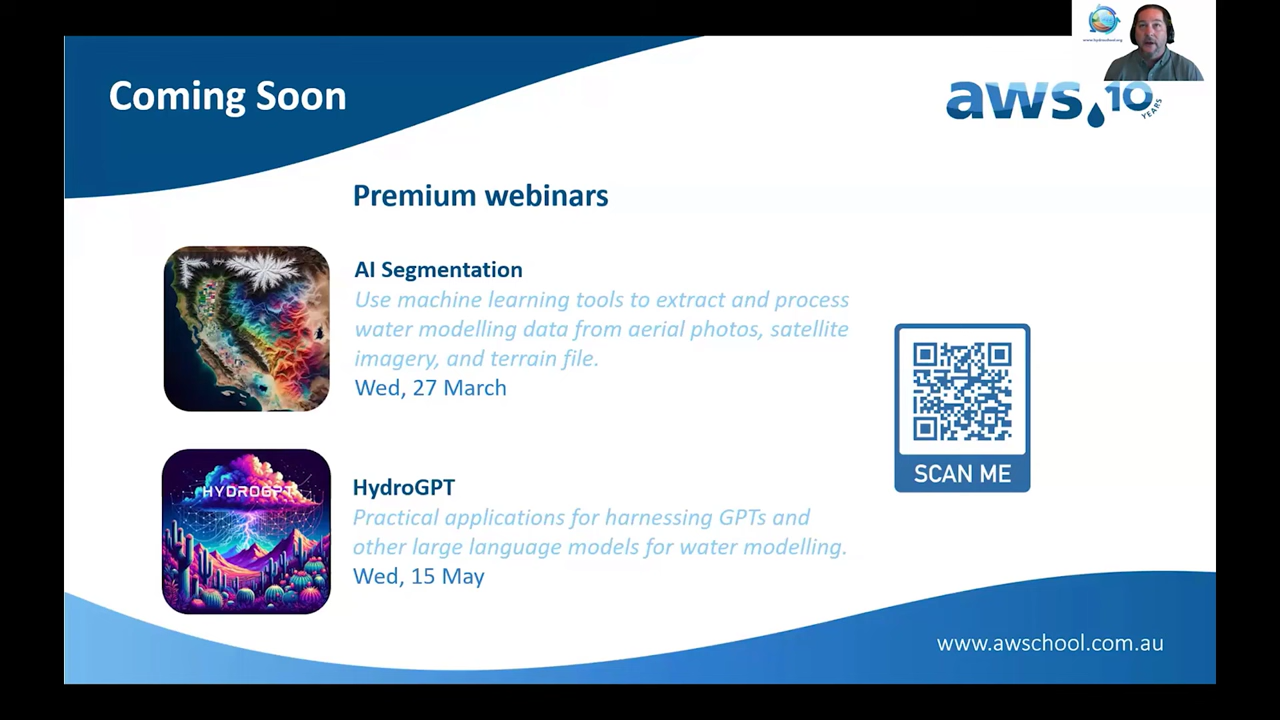 Coming Soon
aws.10
YEARS
Premium webinars
AI Segmentation
Use machine learning tools to extract and process
water modelling data from aerial photos, satellite
imagery, and terrain file.
Wed, 27 March
SCAN ME
HYDROGPT
HydroGPT
Practical applications for harnessing GPTs and
other large language models for water modelling.
Wed, 15 May
www.awschool.com.au